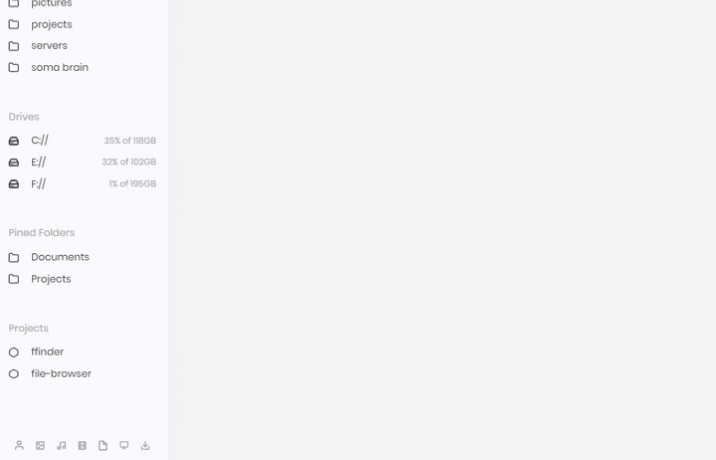 pictures
projects
servers
soma brain
Drives
C://
35% of 118GB
E://
32% of 102GB
F://
1% of 195GB
Pined Folders
Documents
Projects
Projects
ffinder
file-browser